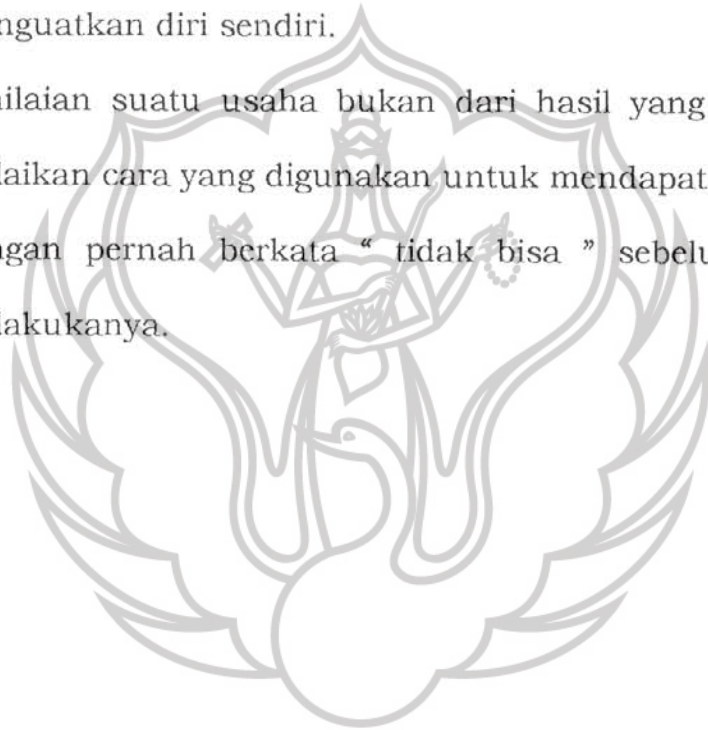 nguatkan diri sendiri.
ilaian suatu usaha bukan dari hasil yang
laikan cara yang digunakan untuk mendapat
ngan pernah berkata “ tidak bisa ” sebelu
lakukanya.